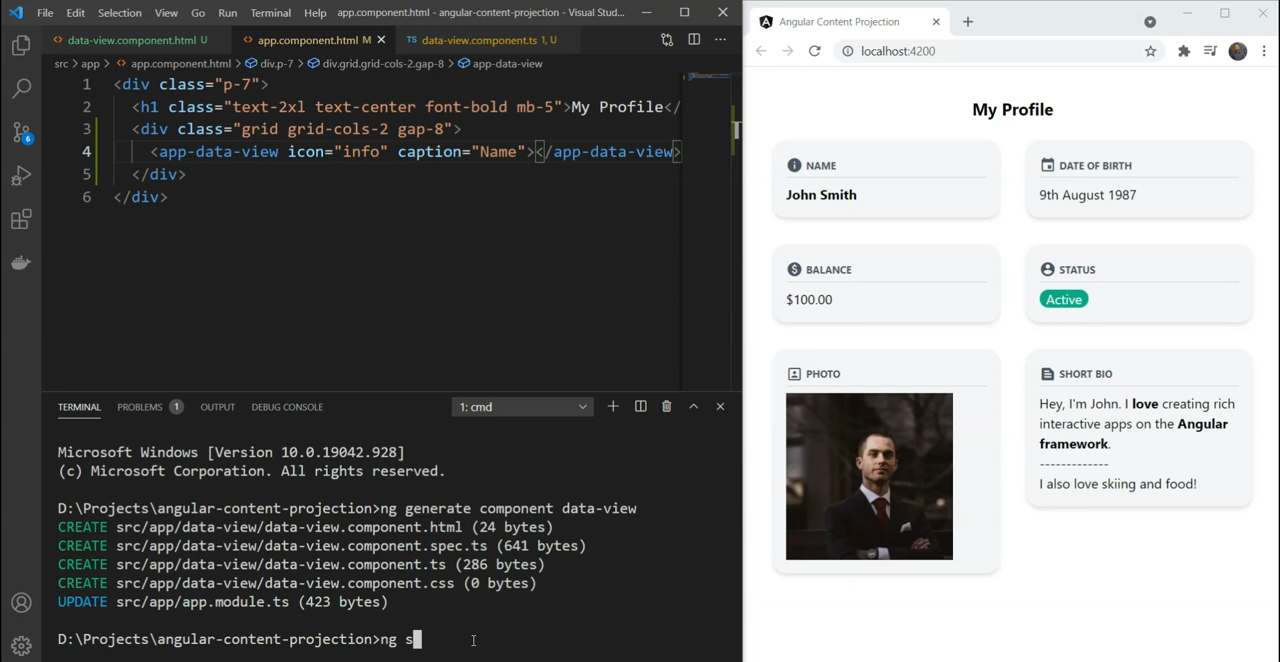 File Edit Selection View Go Run Terminal Help app.component.html - angular-content-projection - Visual Stud...
data-view.component.html U
app.component.html M
TS data-view.component.ts 1, U
src > app > app.component.html > div.p-7 > div.grid.grid-cols-2.gap-8 > app-data-view
1 <div class="p-7">
2 <h1 class="text-2xl text-center font-bold mb-5">My Profile</
3 <div class="grid grid-cols-2 gap-8">
4 <app-data-view icon="info" caption="Name"></app-data-view>
5 </div>
6 </div>
6
TERMINAL PROBLEMS 1 OUTPUT DEBUG CONSOLE 1: cmd
Microsoft Windows [Version 10.0.19042.928]
(c) Microsoft Corporation. All rights reserved.
D:\Projects\angular-content-projection>ng generate component data-view
CREATE src/app/data-view/data-view.component.html (24 bytes)
CREATE src/app/data-view/data-view.component.spec.ts (641 bytes)
CREATE src/app/data-view/data-view.component.ts (286 bytes)
CREATE src/app/data-view/data-view.component.css (0 bytes)
UPDATE src/app/app.module.ts (423 bytes)
D:\Projects\angular-content-projection>ng s
Angular Content Projection
localhost:4200
My Profile
NAME
John Smith
DATE OF BIRTH
9th August 1987
BALANCE
$100.00
STATUS
Active
PHOTO
SHORT BIO
Hey, I'm John. I love creating rich
interactive apps on the Angular
framework.
-------------
I also love skiing and food!